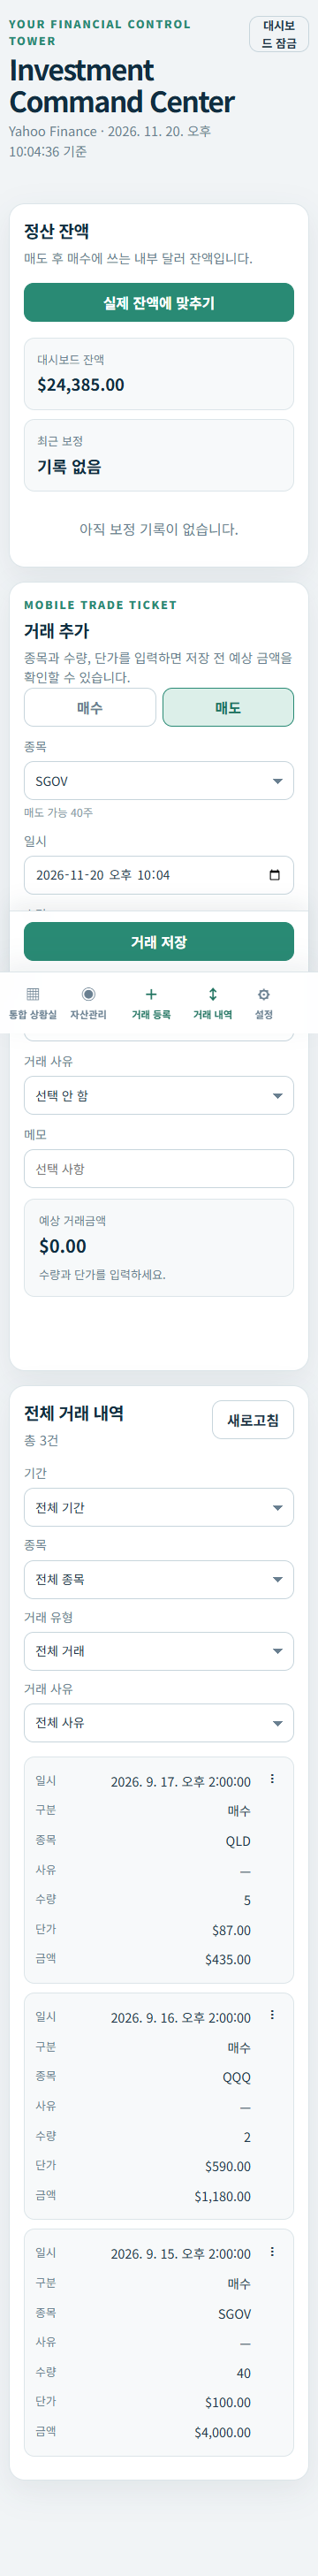 YOUR FINANCIAL CONTROL
TOWER
대시보
드 잠금
Investment
Command Center
Yahoo Finance · 2026. 11. 20. 오후
10:04:36 기준
정산 잔액
매도 후 매수에 쓰는 내부 달러 잔액입니다.
실제 잔액에 맞추기
대시보드 잔액
$24,385.00
최근 보정
기록 없음
아직 보정 기록이 없습니다.
MOBILE TRADE TICKET
거래 추가
종목과 수량, 단가를 입력하면 저장 전 예상 금액을
확인할 수 있습니다.
매수
매도
종목
SGOV
매도 가능 40주
일시
2026-11-20 오후 10:04
거래 저장
통합 상황실
자산관리
거래 등록
거래 내역
설정
거래 사유
선택 안 함
메모
선택 사항
예상 거래금액
$0.00
수량과 단가를 입력하세요.
전체 거래 내역
새로고침
총 3건
기간
전체 기간
종목
전체 종목
거래 유형
전체 거래
거래 사유
전체 사유
일시 2026. 9. 17. 오후 2:00:00
구분 매수
종목 QLD
사유 —
수량 5
단가 $87.00
금액 $435.00
일시 2026. 9. 16. 오후 2:00:00
구분 매수
종목 QQQ
사유 —
수량 2
단가 $590.00
금액 $1,180.00
일시 2026. 9. 15. 오후 2:00:00
구분 매수
종목 SGOV
사유 —
수량 40
단가 $100.00
금액 $4,000.00